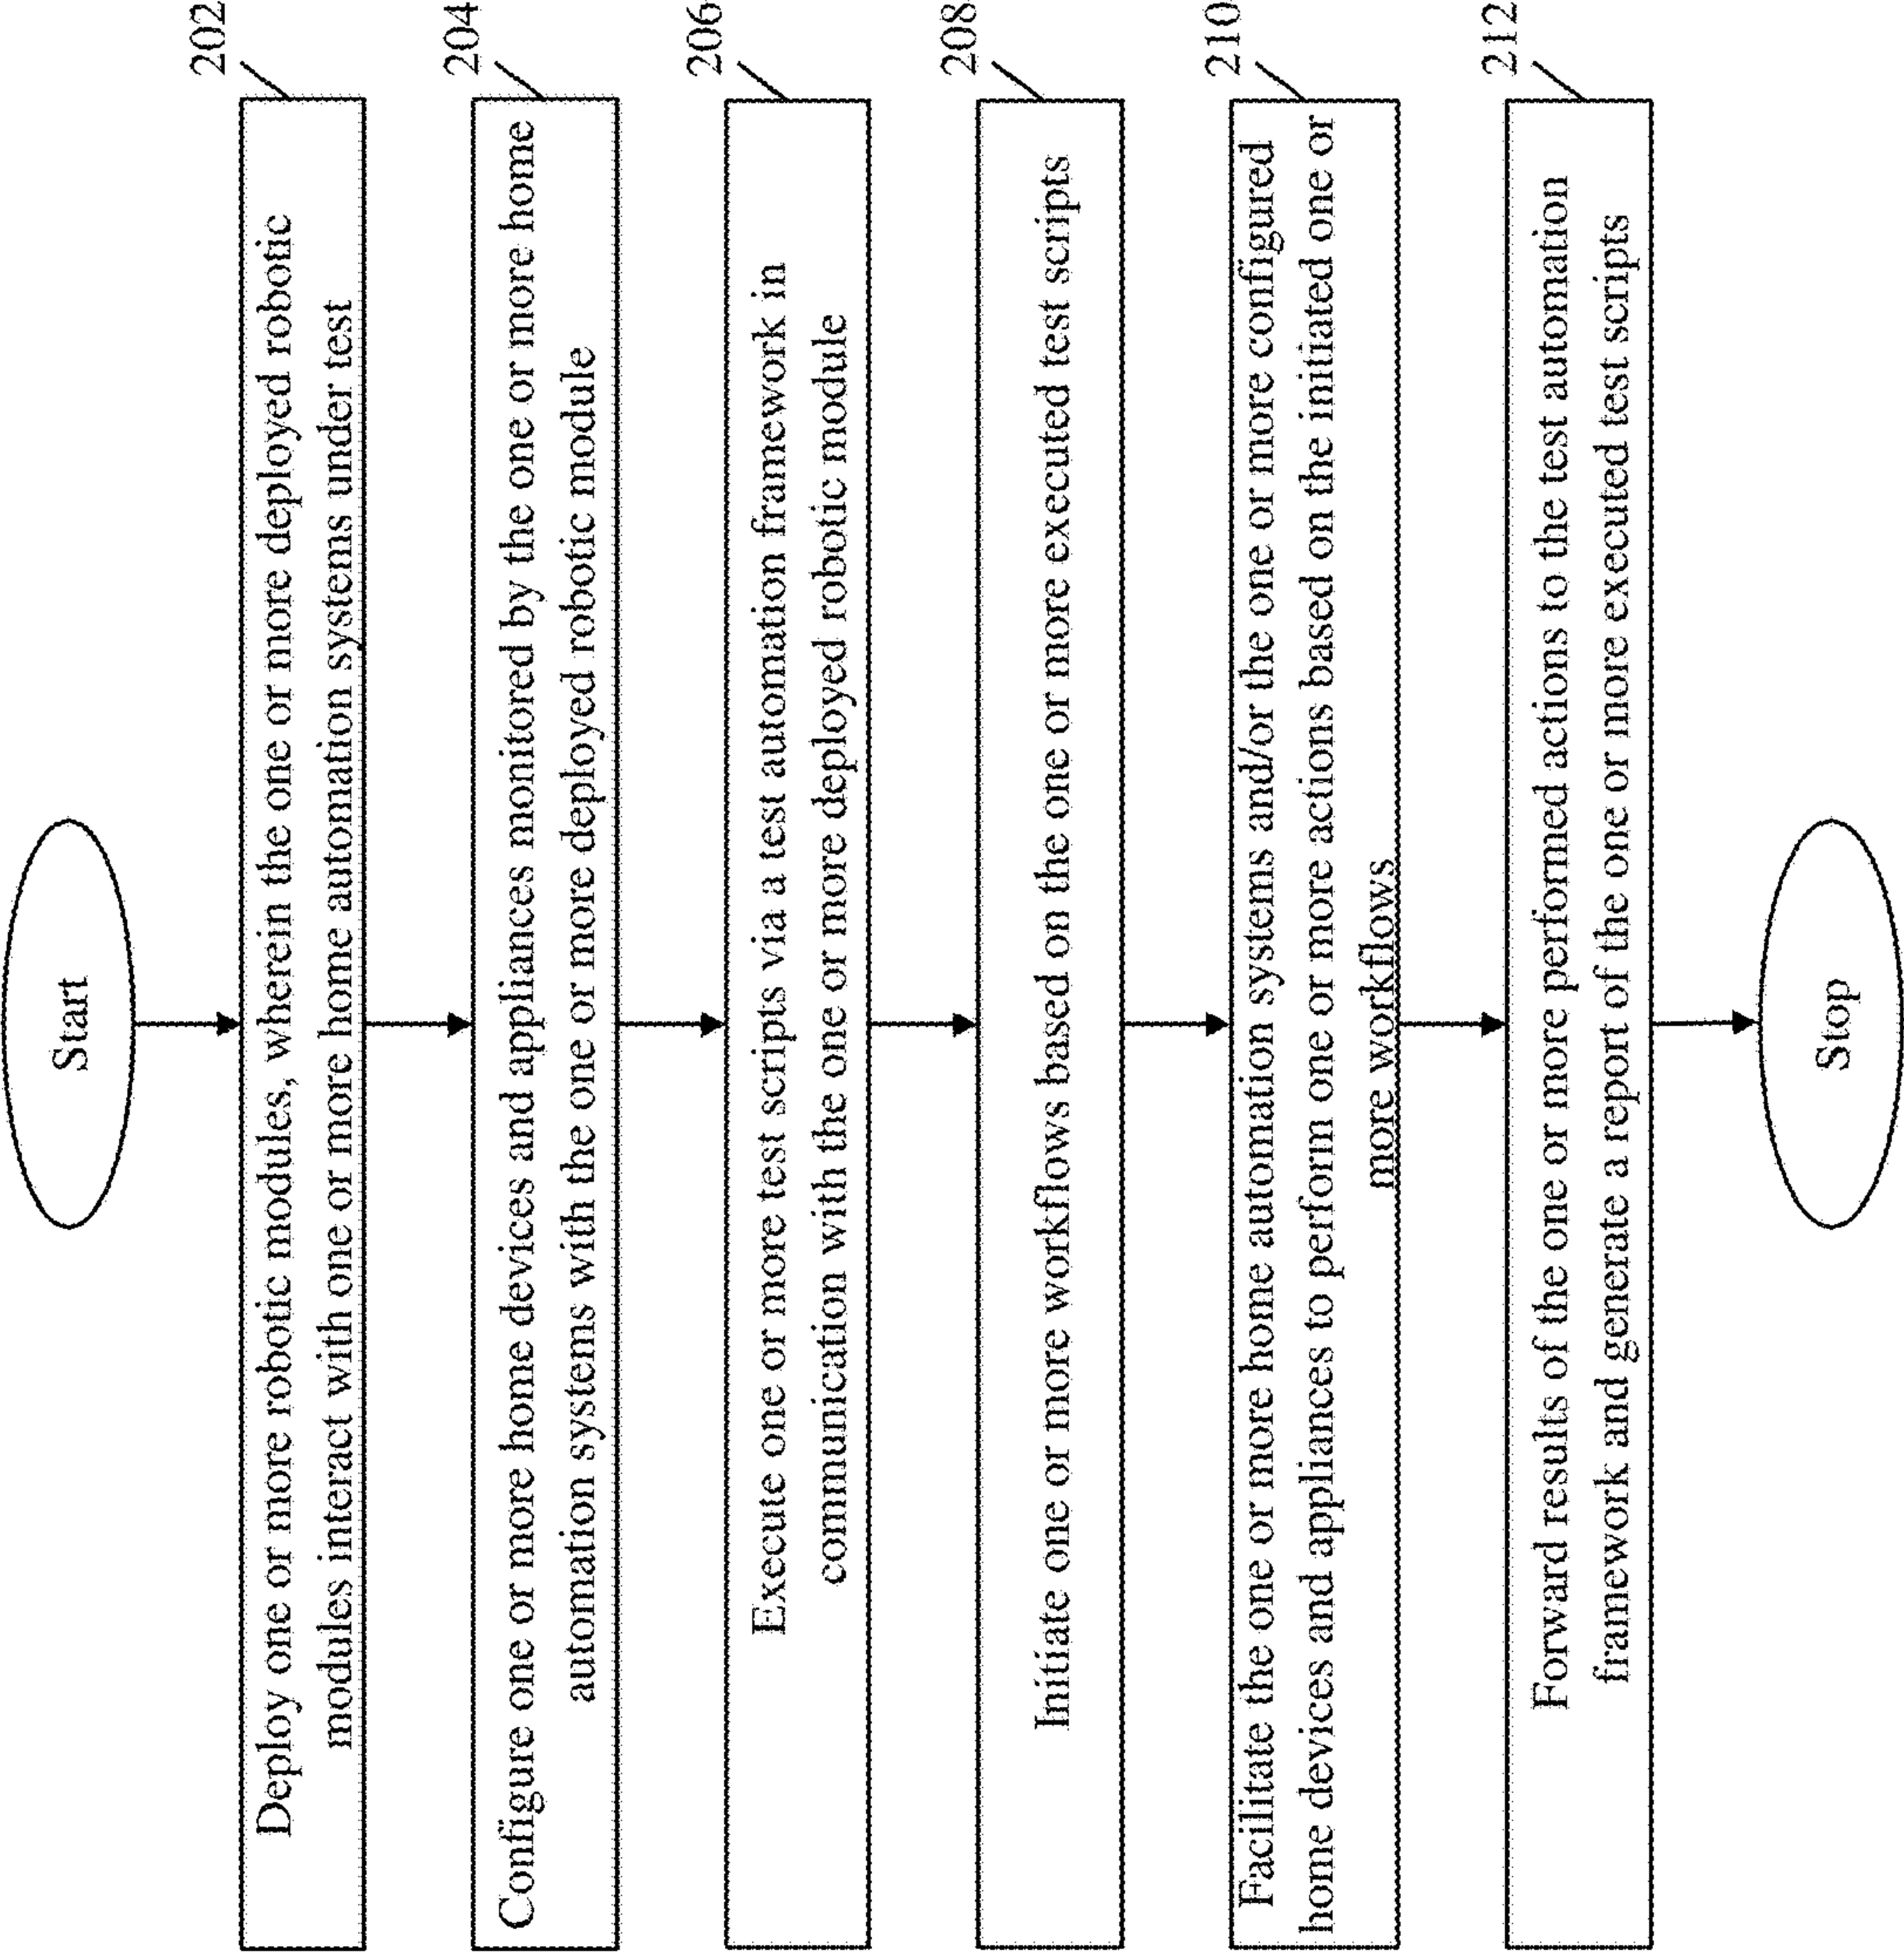 Start
202
Deploy one or more robotic modules, wherein the one or more deployed robotic
modules interact with one or more home automation systems under test
204
Configure one or more home devices and appliances monitored by the one or more home
automation systems with the one or more deployed robotic module
206
Execute one or more test scripts via a test automation framework in
communication with the one or more deployed robotic module
208
Initiate one or more workflows based on the one or more executed test scripts
210
Facilitate the one or more home automation systems and/or the one or more configured
home devices and appliances to perform one or more actions based on the initiated one or
more workflows
212
Forward results of the one or more performed actions to the test automation
framework and generate a report of the one or more executed test scripts
Stop